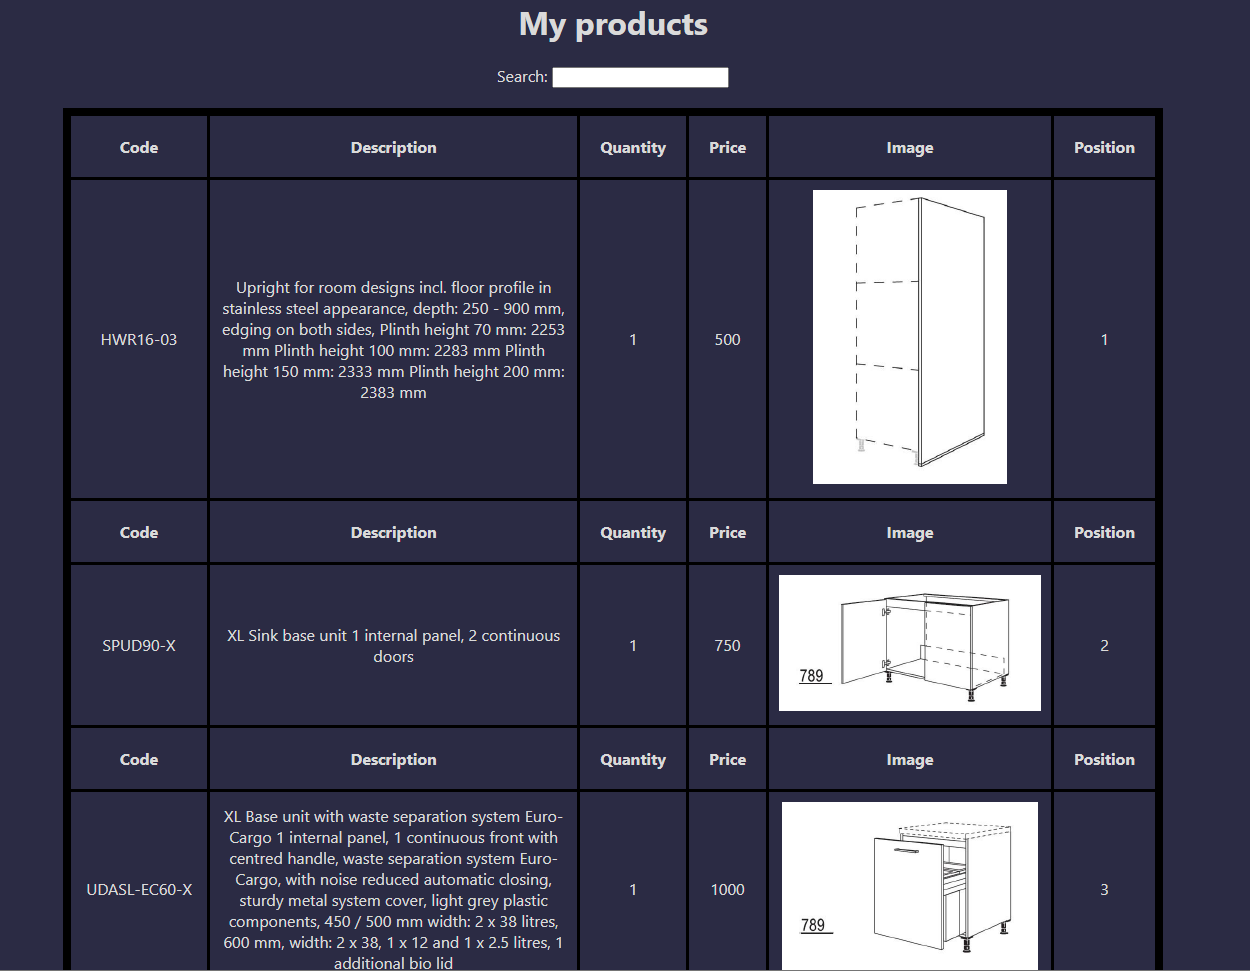 My products
Search:
Code Description Quantity Price Image Position
Upright for room designs incl. floor profile in
stainless steel appearance, depth: 250 - 900 mm,
edging on both sides, Plinth height 70 mm: 2253
mm Plinth height 100 mm: 2283 mm Plinth
height 150 mm: 2333 mm Plinth height 200 mm:
2383 mm
HWR16-03 1 500 1
Code Description Quantity Price Image Position
XL Sink base unit 1 internal panel, 2 continuous
doors
SPUD90-X 1 750 2
789
Code Description Quantity Price Image Position
XL Base unit with waste separation system Euro-
Cargo 1 internal panel, 1 continuous front with
centred handle, waste separation system Euro-
Cargo, with noise reduced automatic closing,
sturdy metal system cover, light grey plastic
components, 450 / 500 mm width: 2 x 38 litres,
600 mm, width: 2 x 38, 1 x 12 and 1 x 2.5 litres, 1
additional bio lid
UDASL-EC60-X 1 1000 3
789